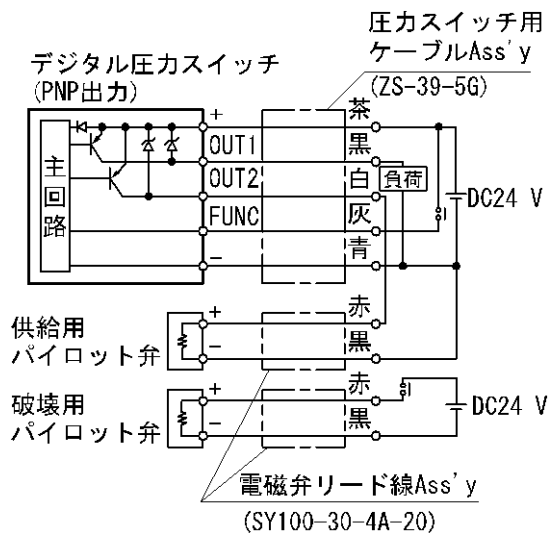 圧力スイッチ用
ケーブルAss'y
(ZS-39-5G)
デジタル圧力スイッチ
(PNP出力)
主回路
+
OUT1
OUT2
FUNC
-
茶
黒
白
灰
青
負荷
DC24 V
供給用
パイロット弁
+
-
赤
黒
破壊用
パイロット弁
+
-
赤
黒
DC24 V
電磁弁リード線Ass'y
(SY100-30-4A-20)